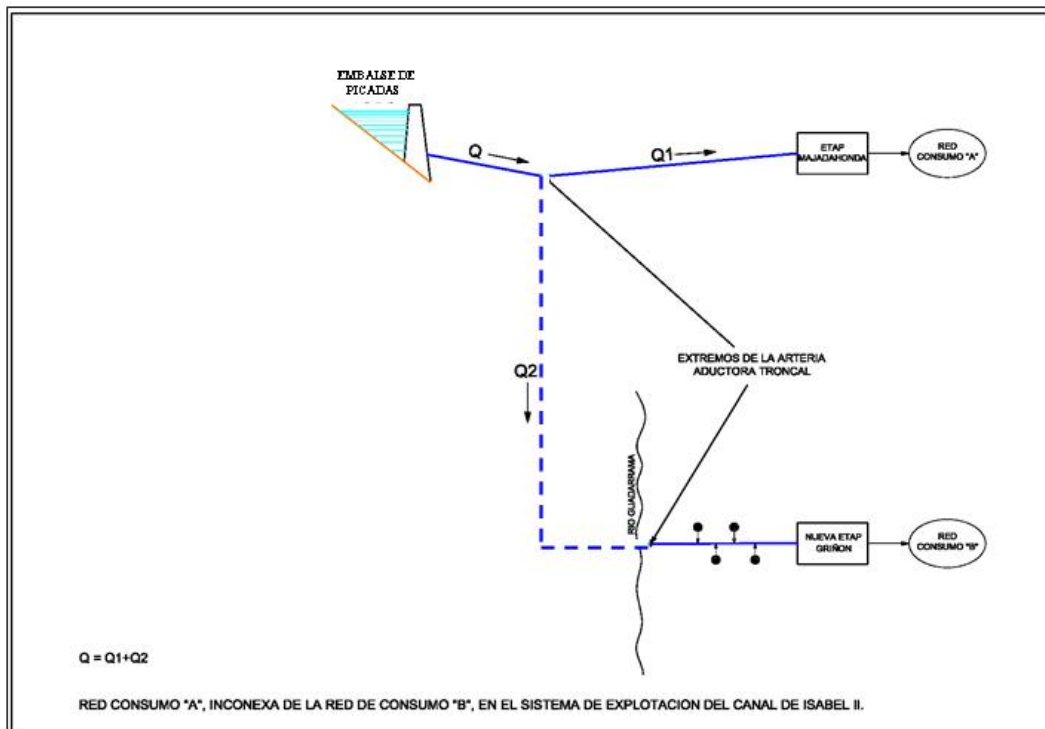 EMBALSE DE
PICADAS
Q
Q1
ETAP
MAJADAHONDA
RED
CONSUMO "A"
Q2
EXTREMOS DE LA ARTERIA
ADUCTORA TRONCAL
RIO GUADARRAMA
NUEVA ETAP
GRIÑON
RED
CONSUMO "B"
Q = Q1+Q2
RED CONSUMO "A", INCONEXA DE LA RED DE CONSUMO "B", EN EL SISTEMA DE EXPLOTACION DEL CANAL DE ISABEL II.